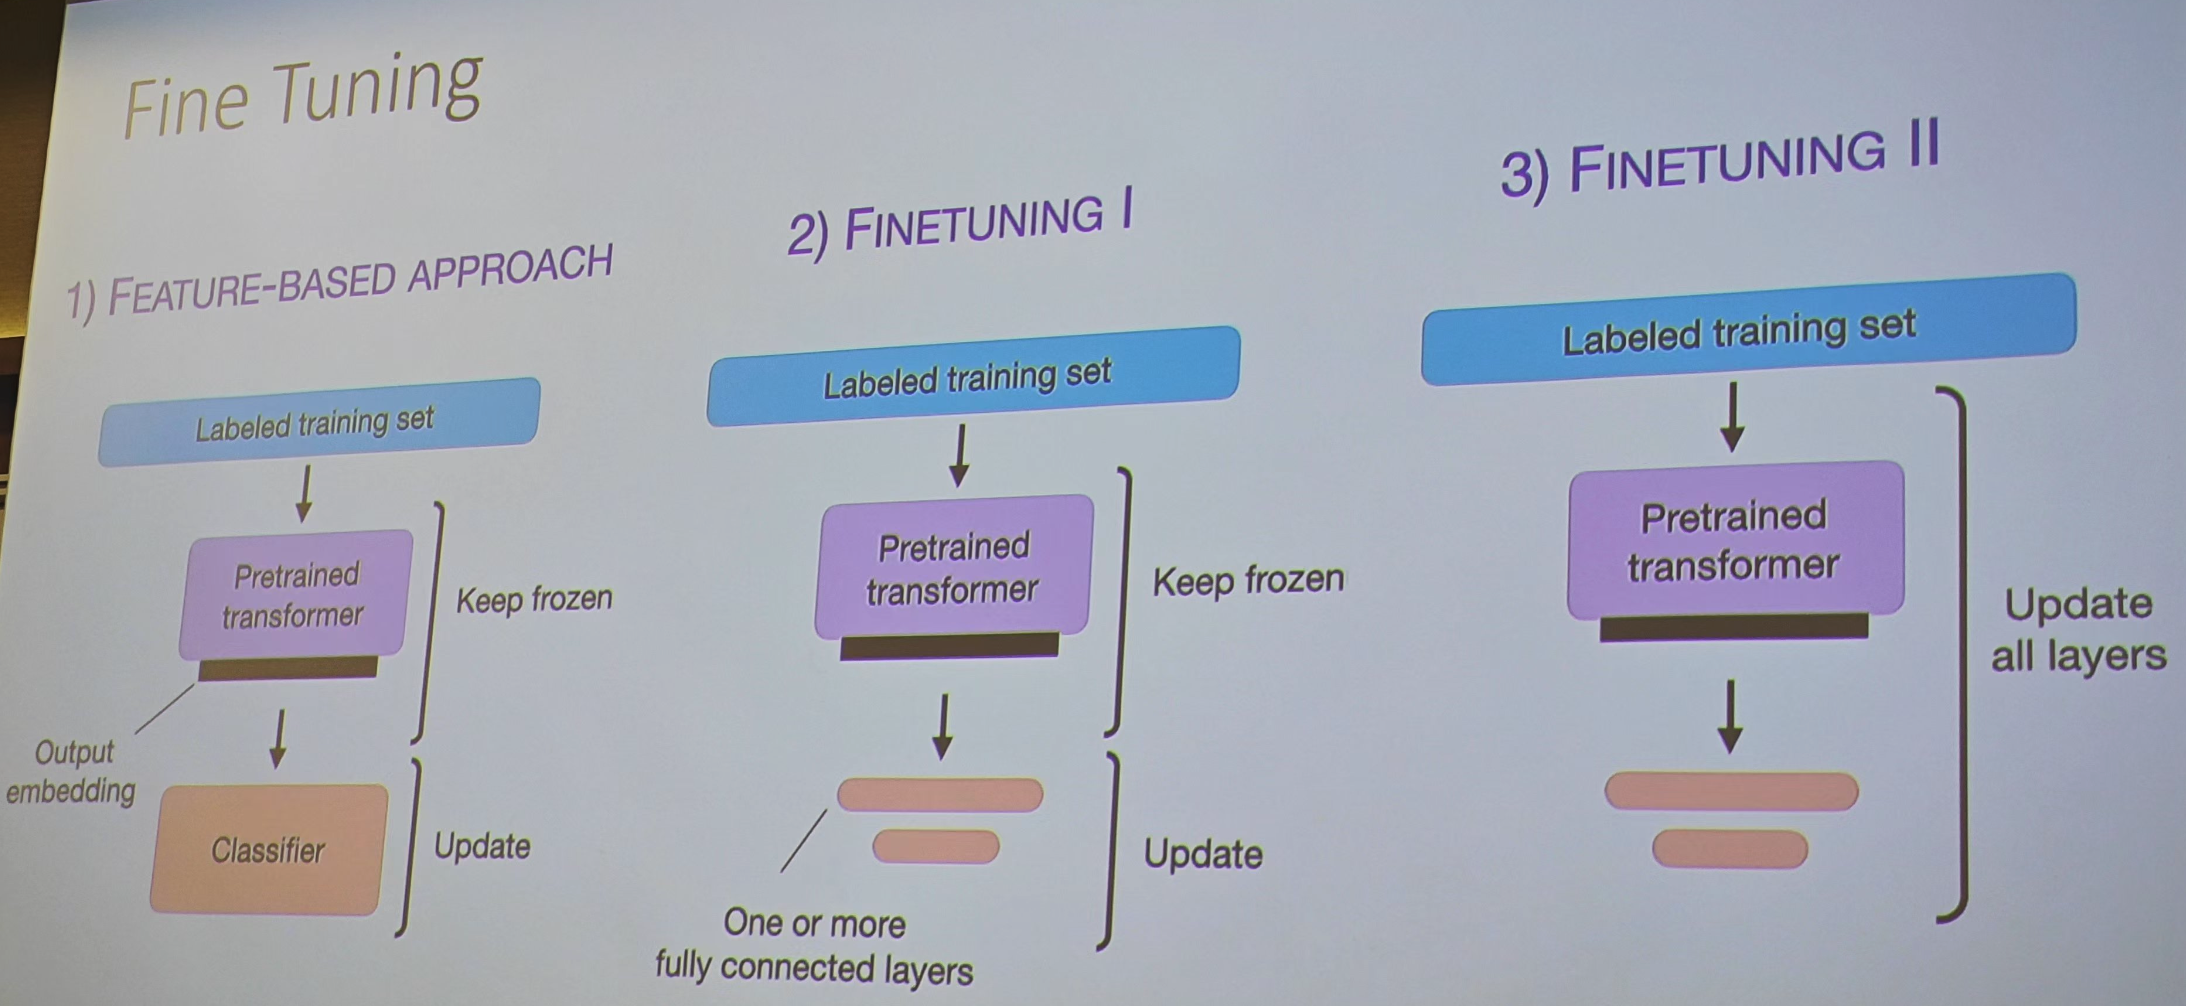 Fine Tuning
1) FEATURE-BASED APPROACH
Labeled training set
Pretrained
transformer
Keep frozen
Output
embedding
Classifier
Update
2) FINETUNING I
Labeled training set
Pretrained
transformer
Keep frozen
One or more
fully connected layers
Update
3) FINETUNING II
Labeled training set
Pretrained
transformer
Update
all layers